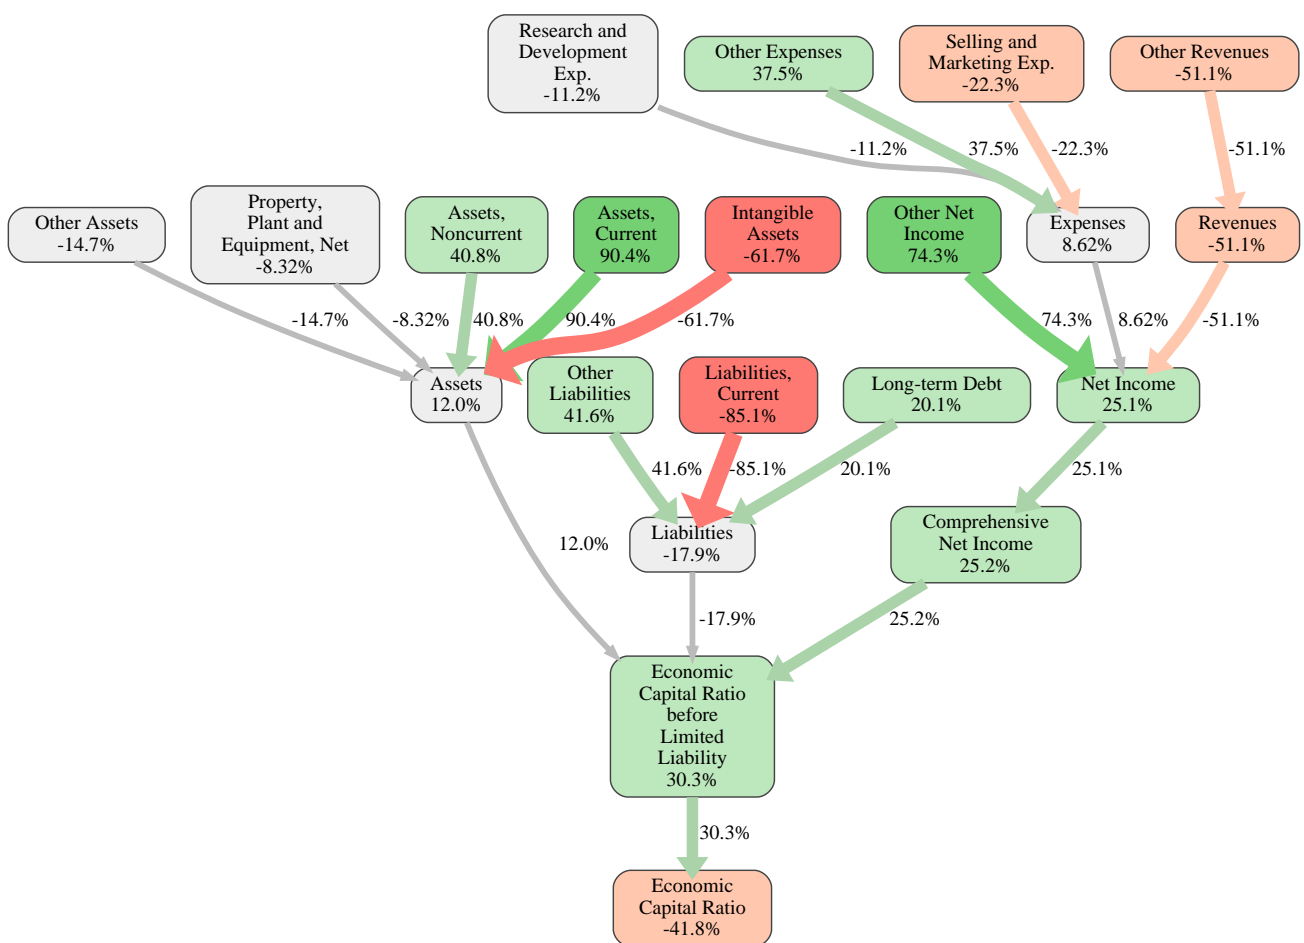 Research and
Development
Exp.
-11.2%
Other Expenses
37.5%
Selling and
Marketing Exp.
-22.3%
Other Revenues
-51.1%
-11.2%
37.5%
-22.3%
-51.1%
Other Assets
-14.7%
Property,
Plant and
Equipment, Net
-8.32%
Assets,
Noncurrent
40.8%
Assets,
Current
90.4%
Intangible
Assets
-61.7%
Other Net
Income
74.3%
Expenses
8.62%
Revenues
-51.1%
-14.7%
-8.32%
40.8%
90.4%
-61.7%
74.3%
8.62%
-51.1%
Assets
12.0%
Other
Liabilities
41.6%
Liabilities,
Current
-85.1%
Long-term Debt
20.1%
Net Income
25.1%
41.6%
-85.1%
20.1%
25.1%
12.0%
Liabilities
-17.9%
Comprehensive
Net Income
25.2%
-17.9%
25.2%
Economic
Capital Ratio
before
Limited
Liability
30.3%
30.3%
Economic
Capital Ratio
-41.8%